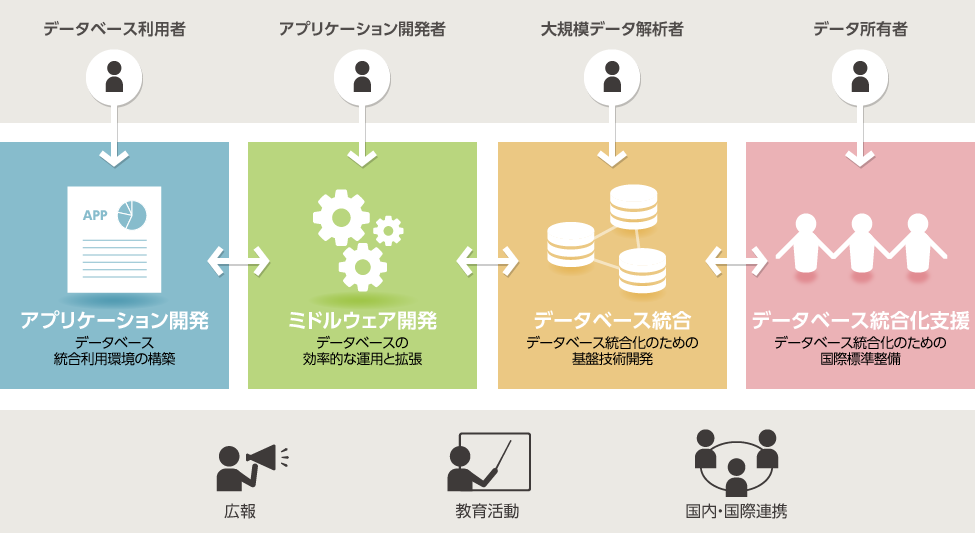 データベース利用者
アプリケーション開発者
大規模データ解析者
データ所有者
APP
アプリケーション開発
データベース
統合利用環境の構築
ミドルウェア開発
データベースの
効率的な運用と拡張
データベース統合
データベース統合化のための
基盤技術開発
データベース統合化支援
データベース統合化のための
国際標準整備
広報
教育活動
国内・国際連携